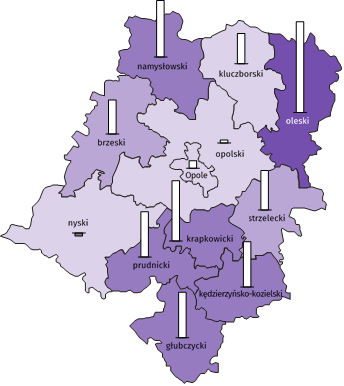 namysłowski
kluczborski
oleski
brzeski
opolski
Opole
strzelecki
nyski
krapkowicki
prudnicki
kędzierzyńsko-kozielski
głubczycki